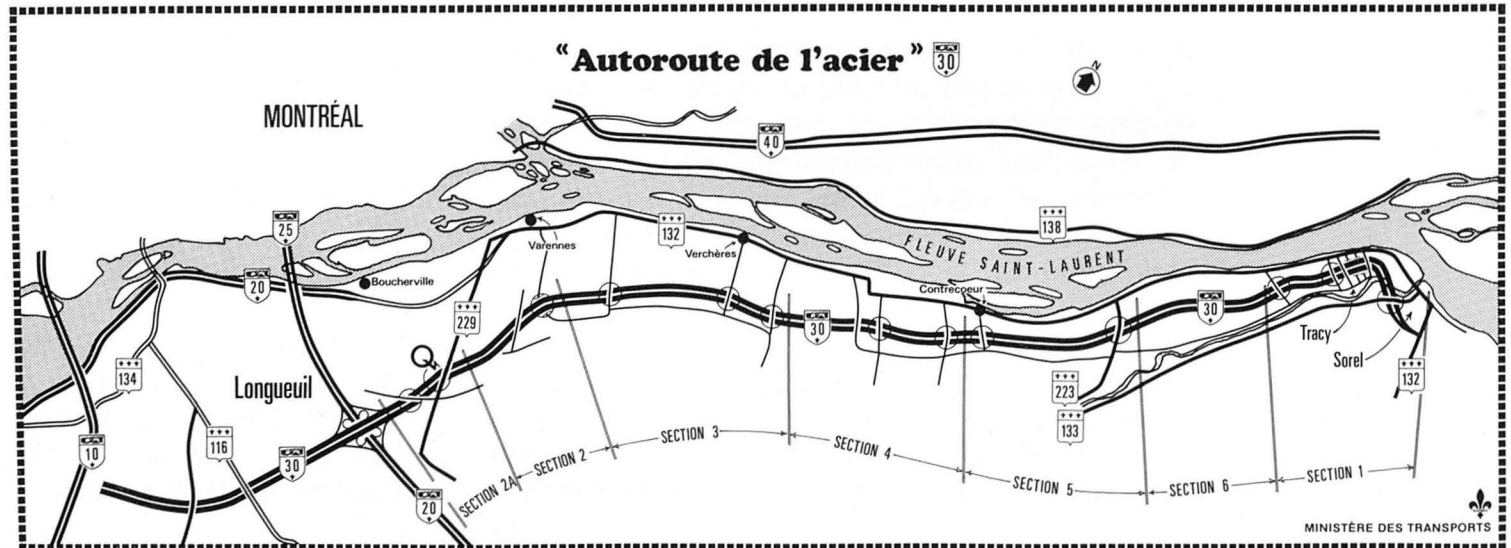 "Autoroute de l'acier" 30
N
MONTRÉAL
40
25
138
132
Varennes
Verchères
FLEUVE SAINT-LAURENT
20
Boucherville
Contrecoeur
229
30
30
Tracy
Sorel
134
Longueuil
223
132
133
116
10
30
20
SECTION 2A
SECTION 2
SECTION 3
SECTION 4
SECTION 5
SECTION 6
SECTION 1
MINISTÈRE DES TRANSPORTS